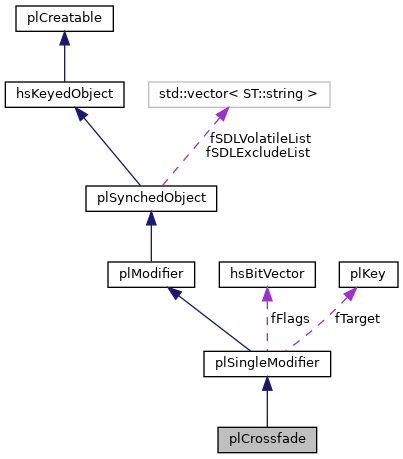 plCreatable
hsKeyedObject
std::vector< ST::string >
fSDLVolatileList
fSDLExcludeList
plSynchedObject
plModifier
hsBitVector
plKey
fFlags
fTarget
plSingleModifier
plCrossfade